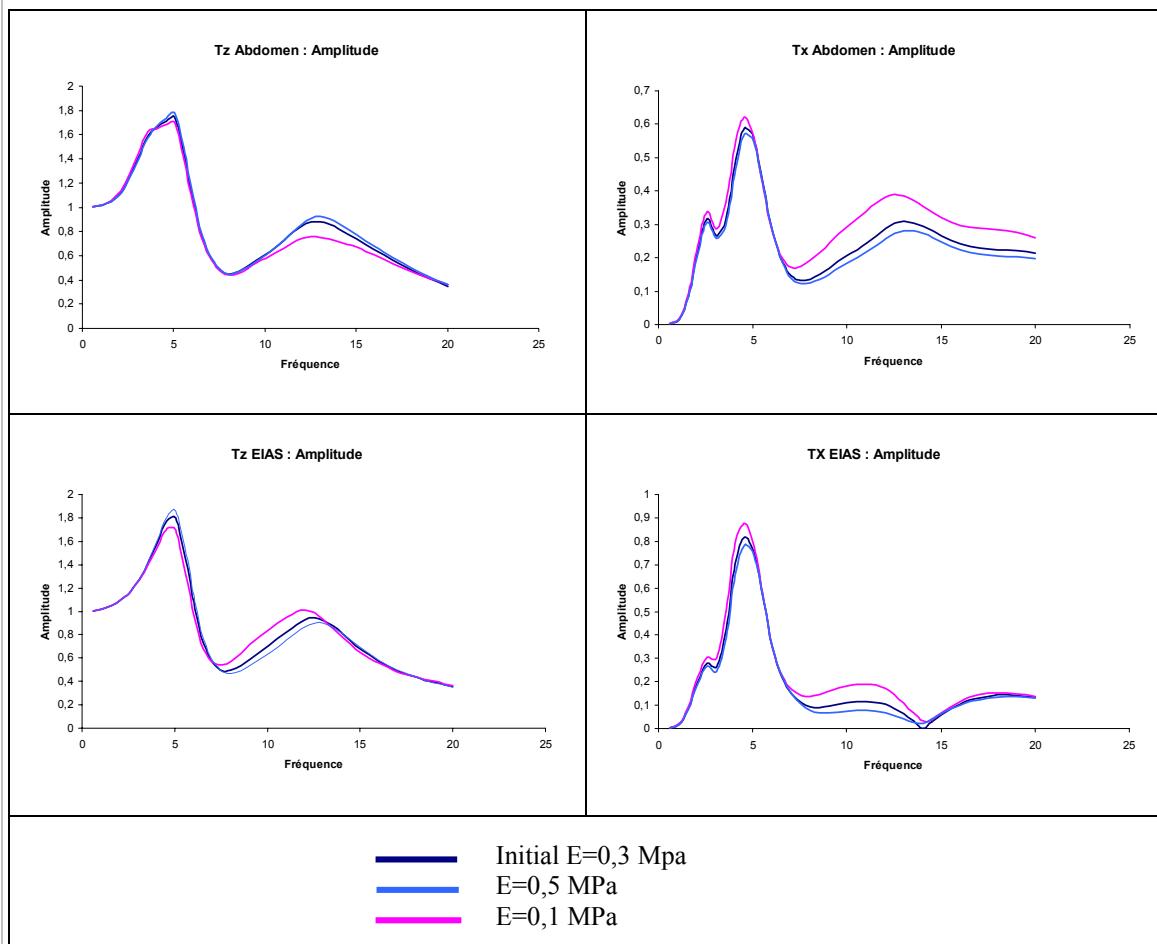 Tz Abdomen : Amplitude
Amplitude
2
1,8
1,6
1,4
1,2
1
0,8
0,6
0,4
0,2
0
0 5 10 15 20 25
Fréquence
Tx Abdomen : Amplitude
Amplitude
0,7
0,6
0,5
0,4
0,3
0,2
0,1
0
0 5 10 15 20 25
Fréquence
Tz EIAS : Amplitude
Amplitude
2
1,8
1,6
1,4
1,2
1
0,8
0,6
0,4
0,2
0
0 5 10 15 20 25
Fréquence
TX EIAS : Amplitude
Amplitude
1
0,9
0,8
0,7
0,6
0,5
0,4
0,3
0,2
0,1
0
0 5 10 15 20 25
Fréquence
Initial E=0,3 Mpa
E=0,5 MPa
E=0,1 MPa